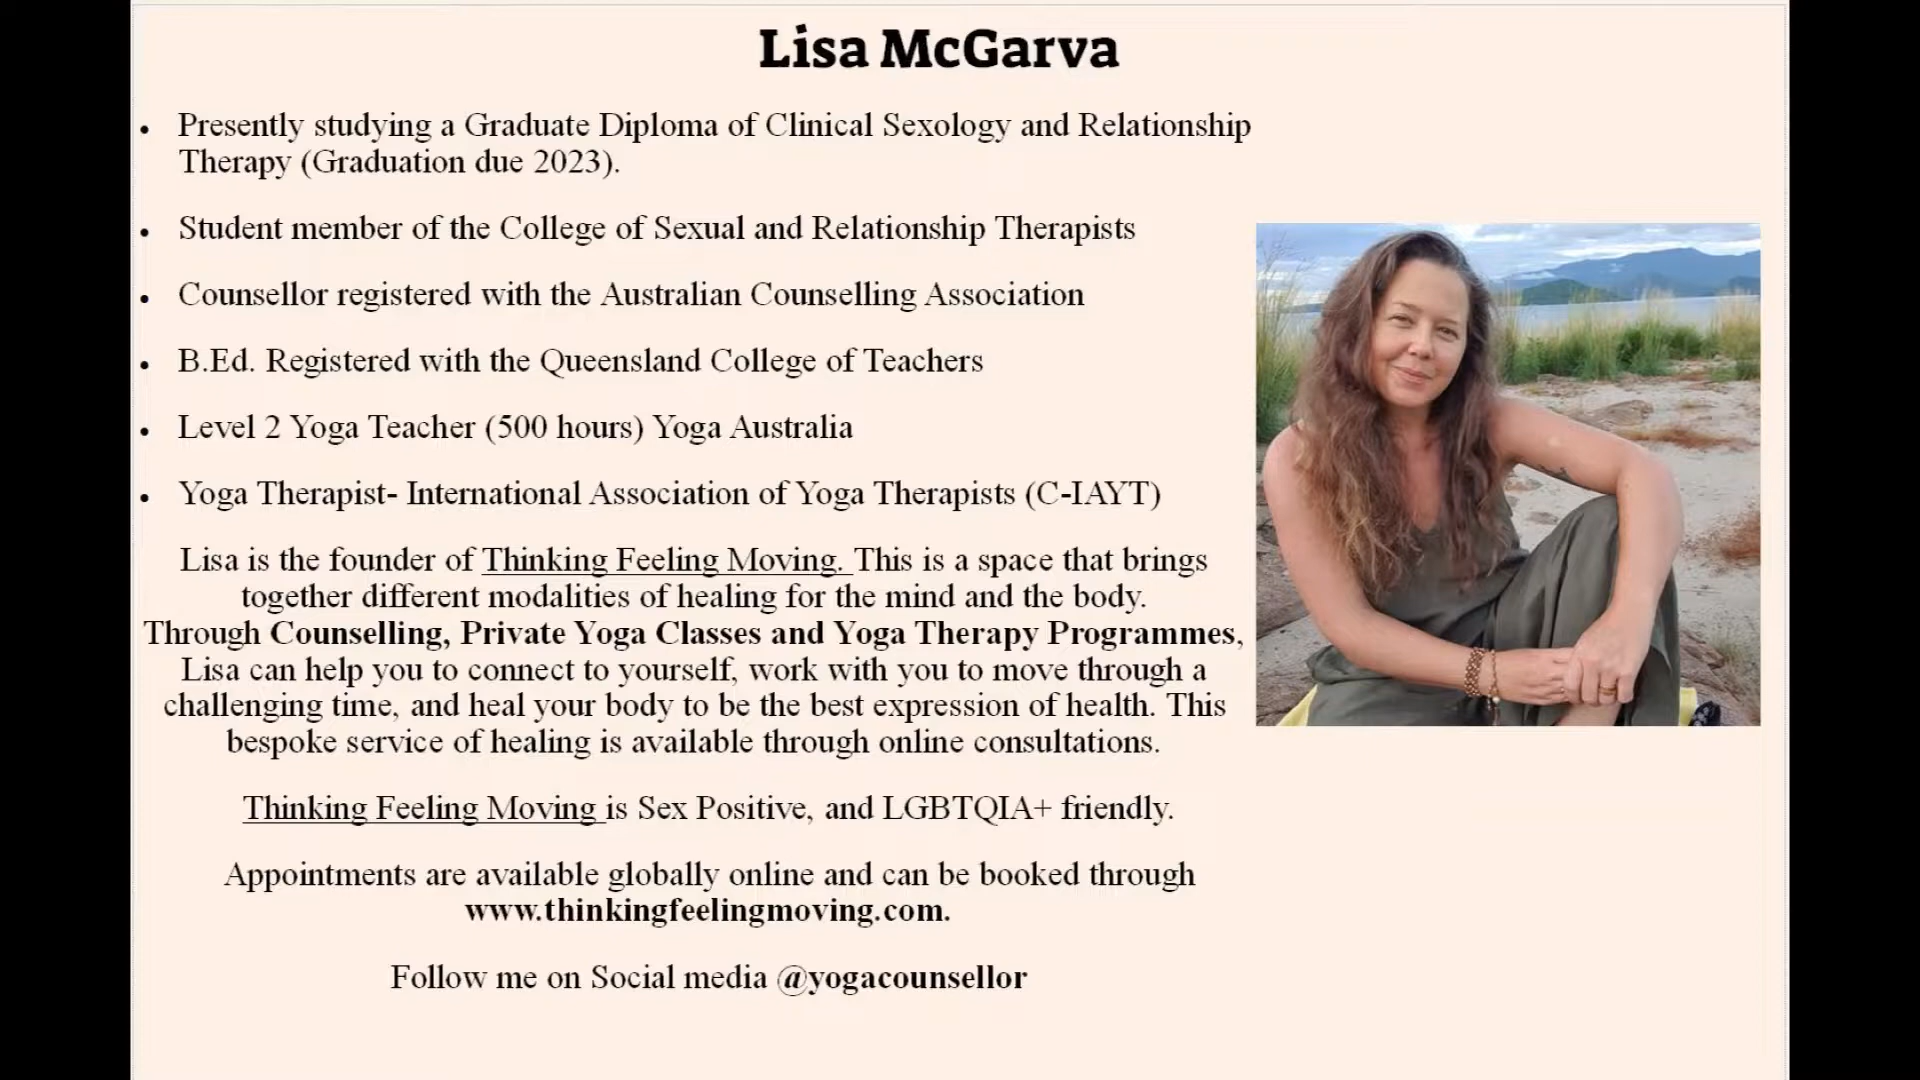 Lisa McGarva
• Presently studying a Graduate Diploma of Clinical Sexology and Relationship
Therapy (Graduation due 2023).
• Student member of the College of Sexual and Relationship Therapists
• Counsellor registered with the Australian Counselling Association
• B.Ed. Registered with the Queensland College of Teachers
• Level 2 Yoga Teacher (500 hours) Yoga Australia
• Yoga Therapist- International Association of Yoga Therapists (C-IAYT)
Lisa is the founder of Thinking Feeling Moving. This is a space that brings
together different modalities of healing for the mind and the body.
Through Counselling, Private Yoga Classes and Yoga Therapy Programmes,
Lisa can help you to connect to yourself, work with you to move through a
challenging time, and heal your body to be the best expression of health. This
bespoke service of healing is available through online consultations.
Thinking Feeling Moving is Sex Positive, and LGBTQIA+ friendly.
Appointments are available globally online and can be booked through
www.thinkingfeelingmoving.com.
Follow me on Social media @yogacounsellor